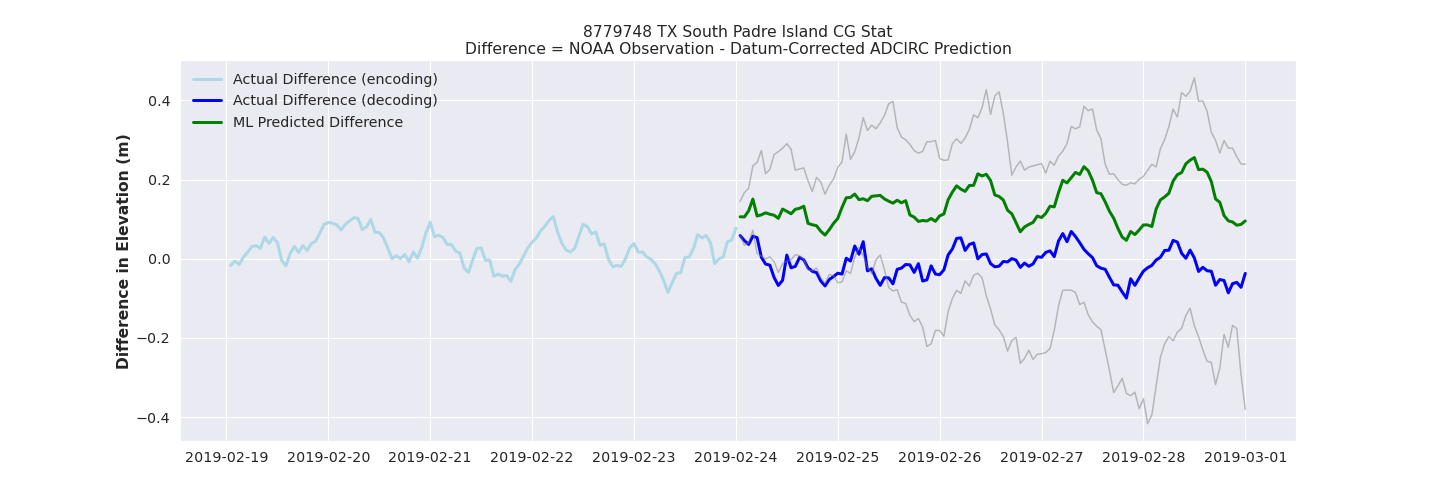 8779748 TX South Padre Island CG Stat
Difference = NOAA Observation - Datum-Corrected ADCIRC Prediction
Actual Difference (encoding)
Actual Difference (decoding)
ML Predicted Difference
Difference in Elevation (m)
0.4
0.2
0.0
−0.2
−0.4
2019-02-19 2019-02-20 2019-02-21 2019-02-22 2019-02-23 2019-02-24 2019-02-25 2019-02-26 2019-02-27 2019-02-28 2019-03-01